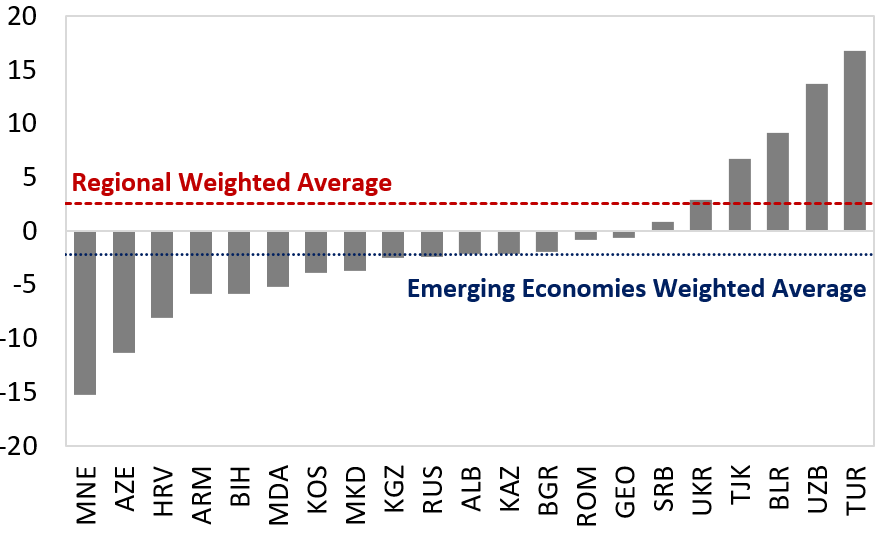 20
15
10
5
0
-5
-10
-15
-20
Regional Weighted Average
Emerging Economies Weighted Average
MNE
AZE
HRV
ARM
BIH
MDA
KOS
MKD
KGZ
RUS
ALB
KAZ
BGR
ROM
GEO
SRB
UKR
TJK
BLR
UZB
TUR